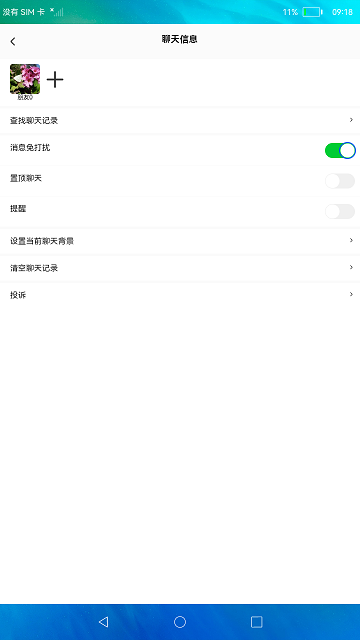 没有 SIM 卡
11%
09:18
聊天信息
朋友0
查找聊天记录
消息免打扰
置顶聊天
提醒
设置当前聊天背景
清空聊天记录
投诉